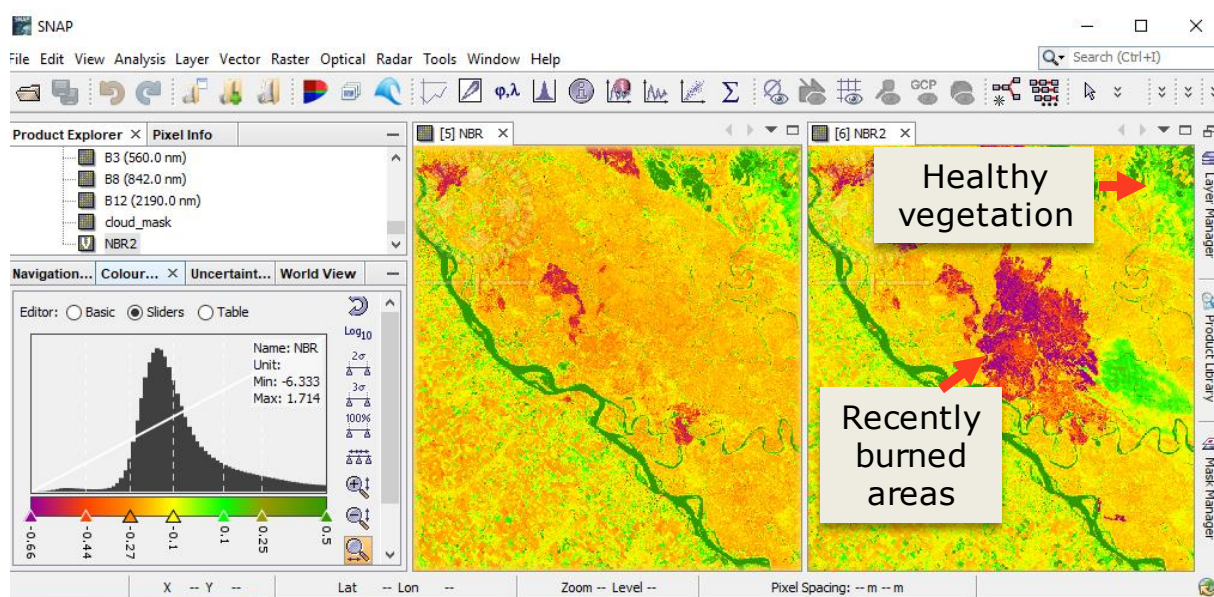 SNAP
File Edit View Analysis Layer Vector Raster Optical Radar Tools Window Help
Search (Ctrl+I)
φ,λ
Σ
GCP
Product Explorer × Pixel Info
B3 (560.0 nm)
B8 (842.0 nm)
B12 (2190.0 nm)
cloud_mask
NBR2
Navigation... Colour... × Uncertaint... World View
Editor: Basic Sliders Table
Name: NBR
Unit:
Min: -6.333
Max: 1.714
Log10
2σ
3σ
100%
-0.66
-0.44
-0.27
-0.1
0.1
0.25
0.5
[5] NBR ×
[6] NBR2 ×
Healthy
vegetation
Recently
burned
areas
Layer Manager
Product Library
Mask Manager
X -- Y -- Lat -- Lon -- Zoom -- Level -- Pixel Spacing: -- m -- m